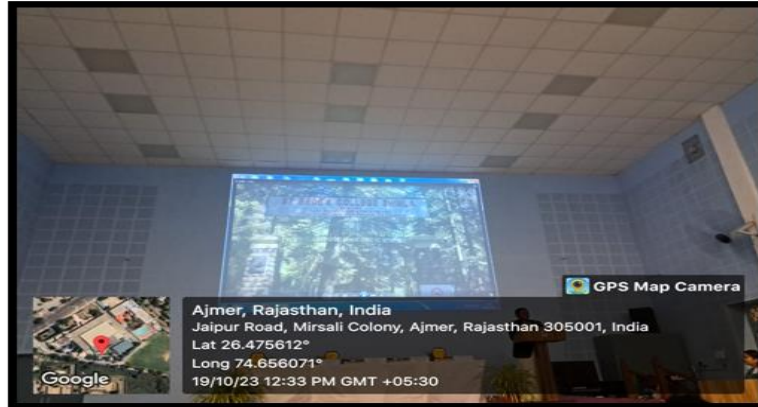 GPS Map Camera
Ajmer, Rajasthan, India
Jaipur Road, Mirsali Colony, Ajmer, Rajasthan 305001, India
Lat 26.475612°
Long 74.656071°
19/10/23 12:33 PM GMT +05:30
Google